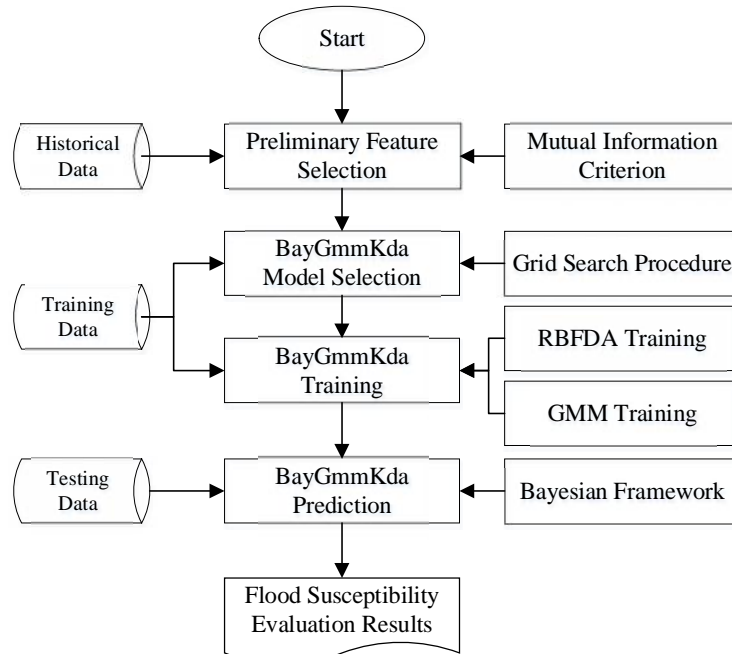 Start
Historical
Data
Preliminary Feature
Selection
Mutual Information
Criterion
BayGmmKda
Model Selection
Grid Search Procedure
Training
Data
RBFDA Training
BayGmmKda
Training
GMM Training
Testing
Data
BayGmmKda
Prediction
Bayesian Framework
Flood Susceptibility
Evaluation Results